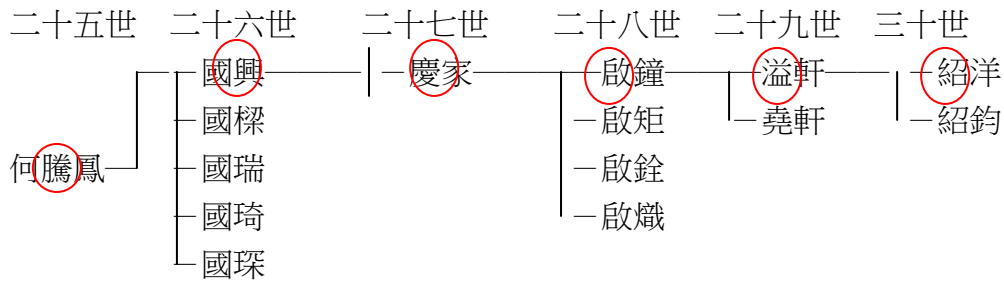 二十五世 二十六世 二十七世 二十八世 二十九世 三十世
國興 慶家 啟鐘 溢軒 紹洋
國樑 啟矩 堯軒 紹鈞
何騰鳳 國瑞 啟銓
國琦 啟熾
國琛